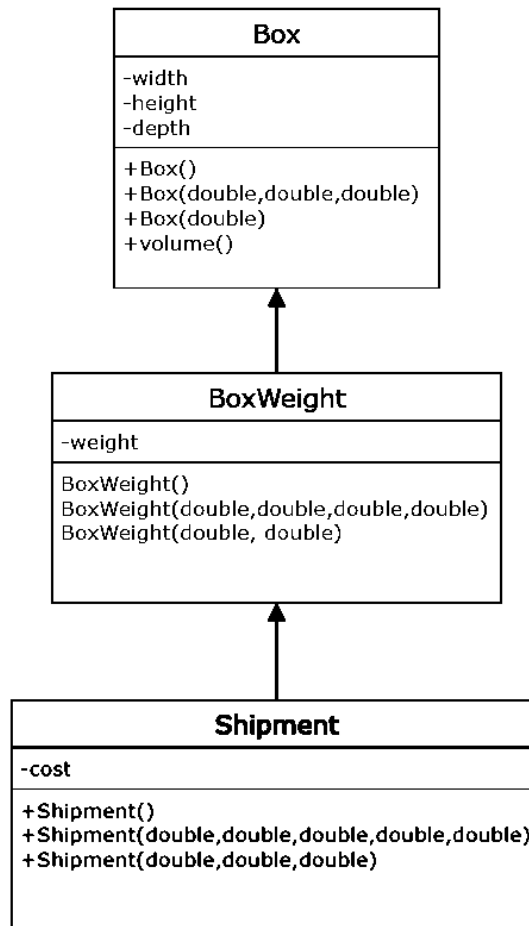 Box
-width
-height
-depth
+Box()
+Box(double,double,double)
+Box(double)
+volume()
BoxWeight
-weight
BoxWeight()
BoxWeight(double,double,double,double)
BoxWeight(double, double)
Shipment
-cost
+Shipment()
+Shipment(double,double,double,double,double)
+Shipment(double,double,double)